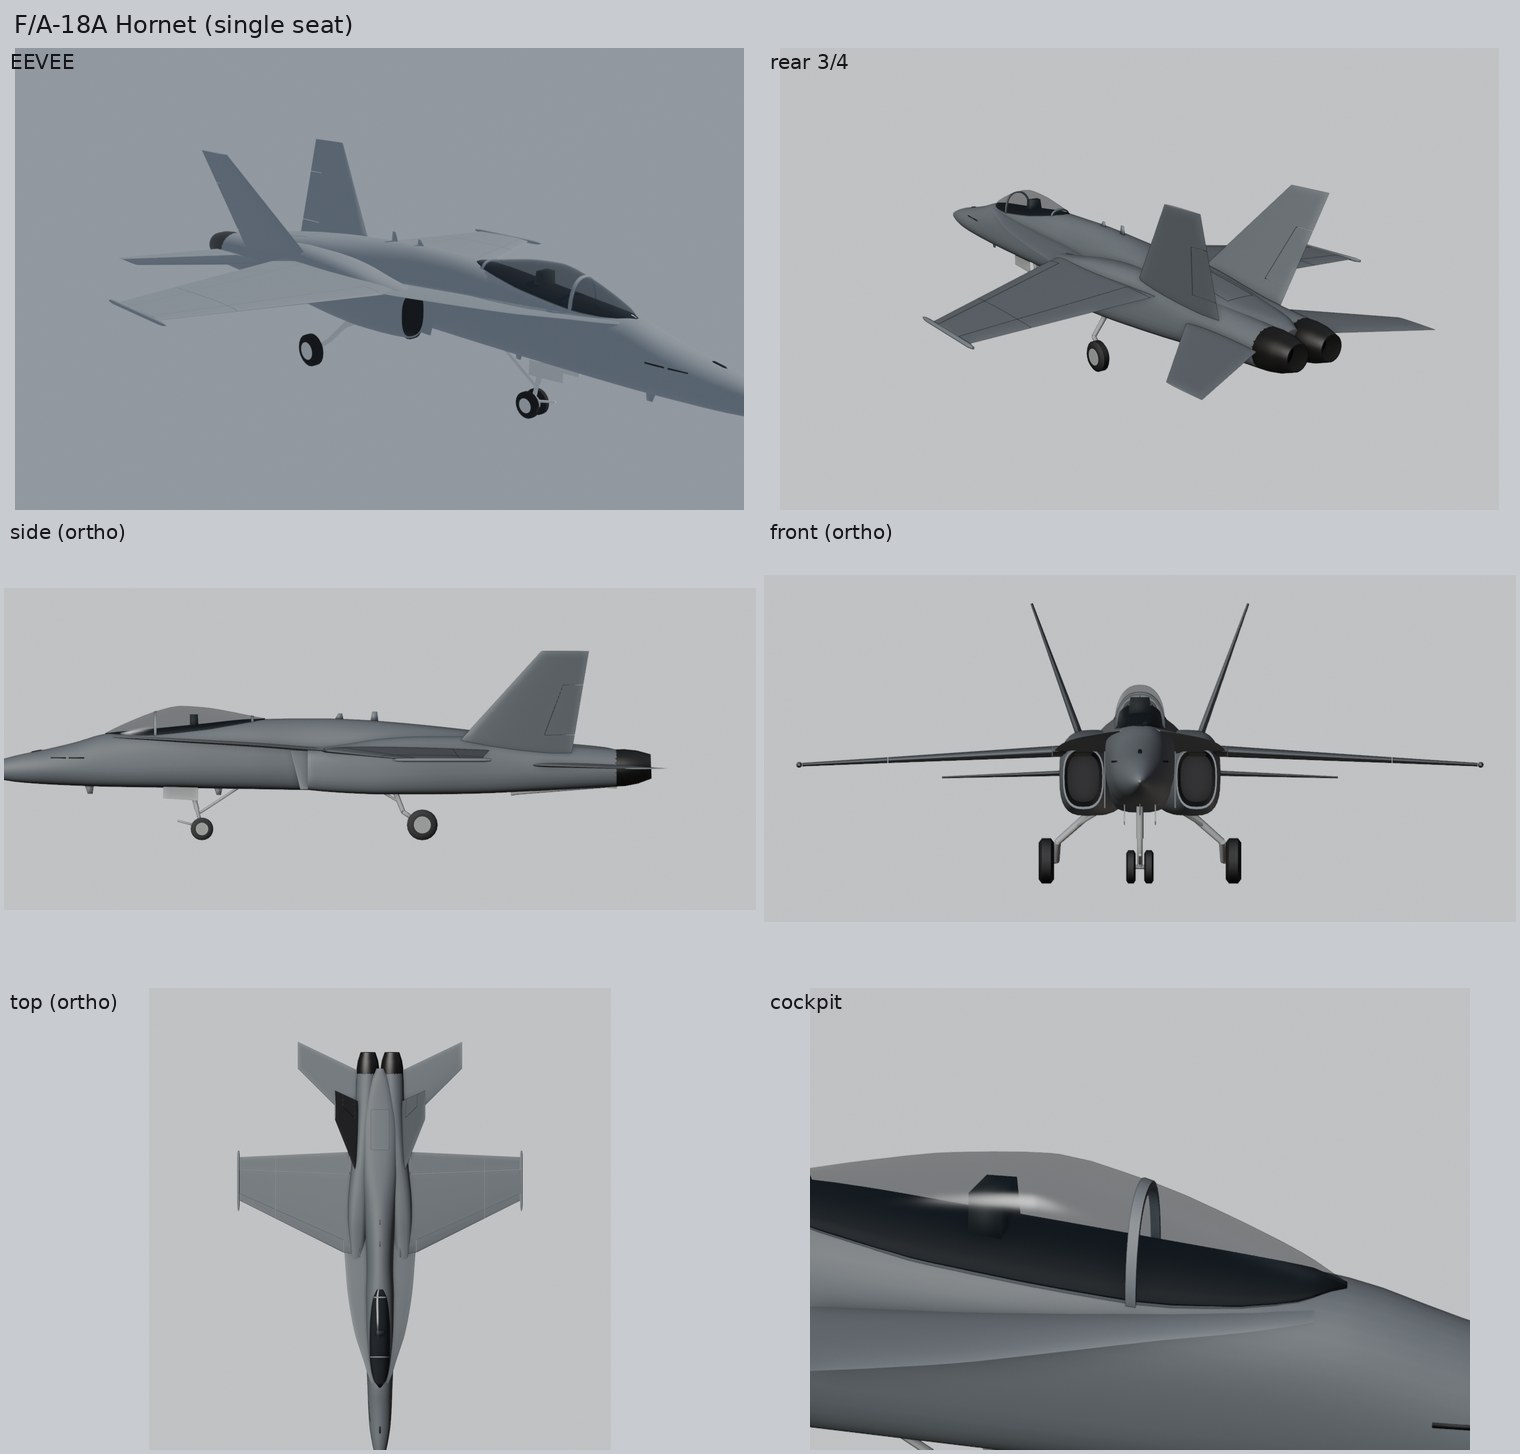 F/A-18A Hornet (single seat)
EEVEE
rear 3/4
side (ortho)
front (ortho)
top (ortho)
cockpit